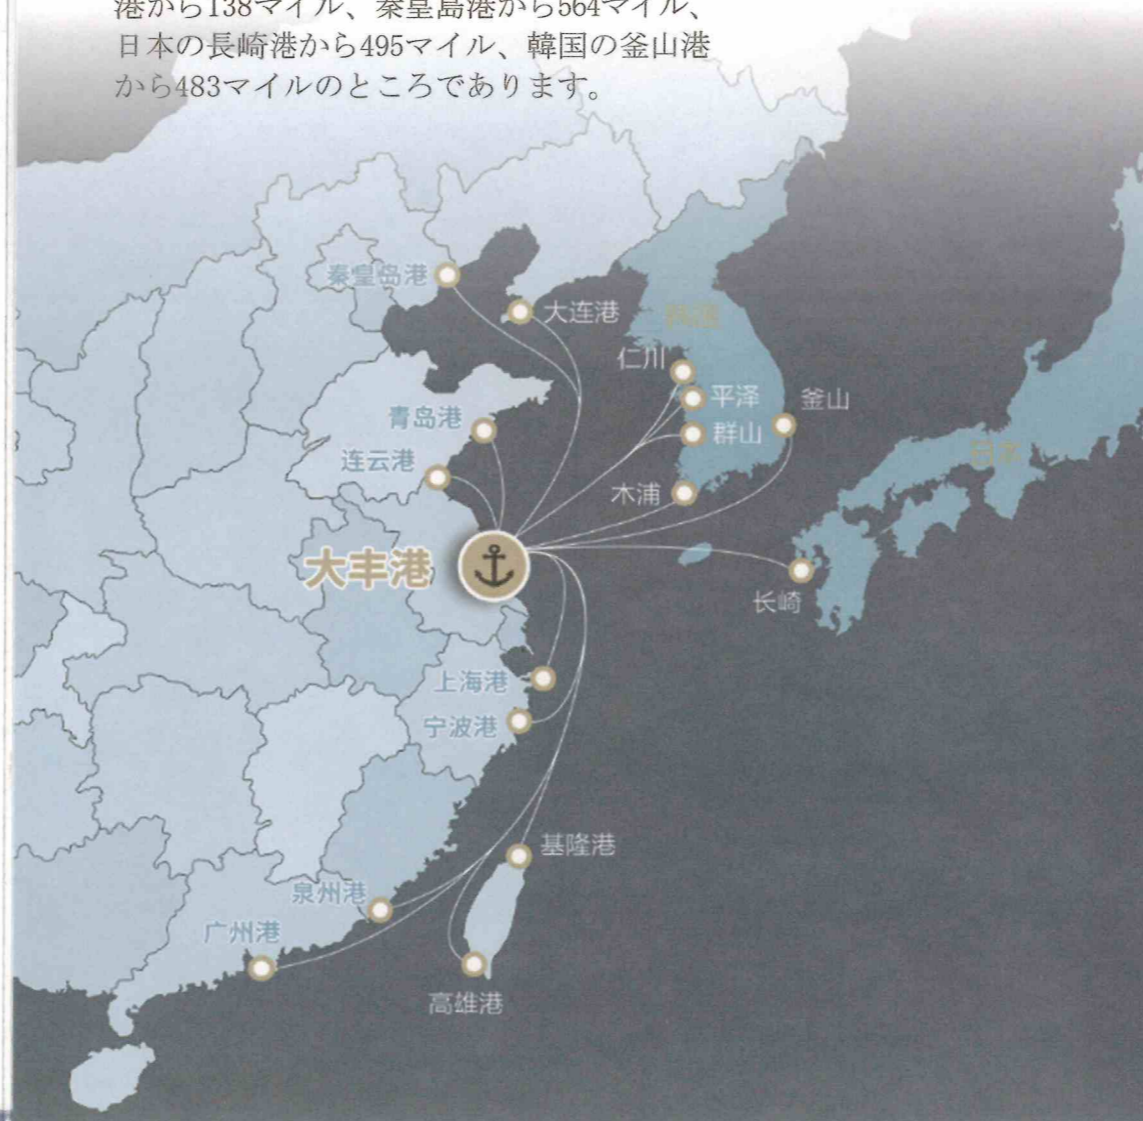 港から138マイル、秦皇島港から564マイル、
日本の長崎港から495マイル、韓国の釜山港
から483マイルのところであります。
秦皇岛港
大连港
韩国
仁川
平泽
釜山
青岛港
群山
日本
连云港
木浦
大丰港
长崎
上海港
宁波港
基隆港
泉州港
广州港
高雄港